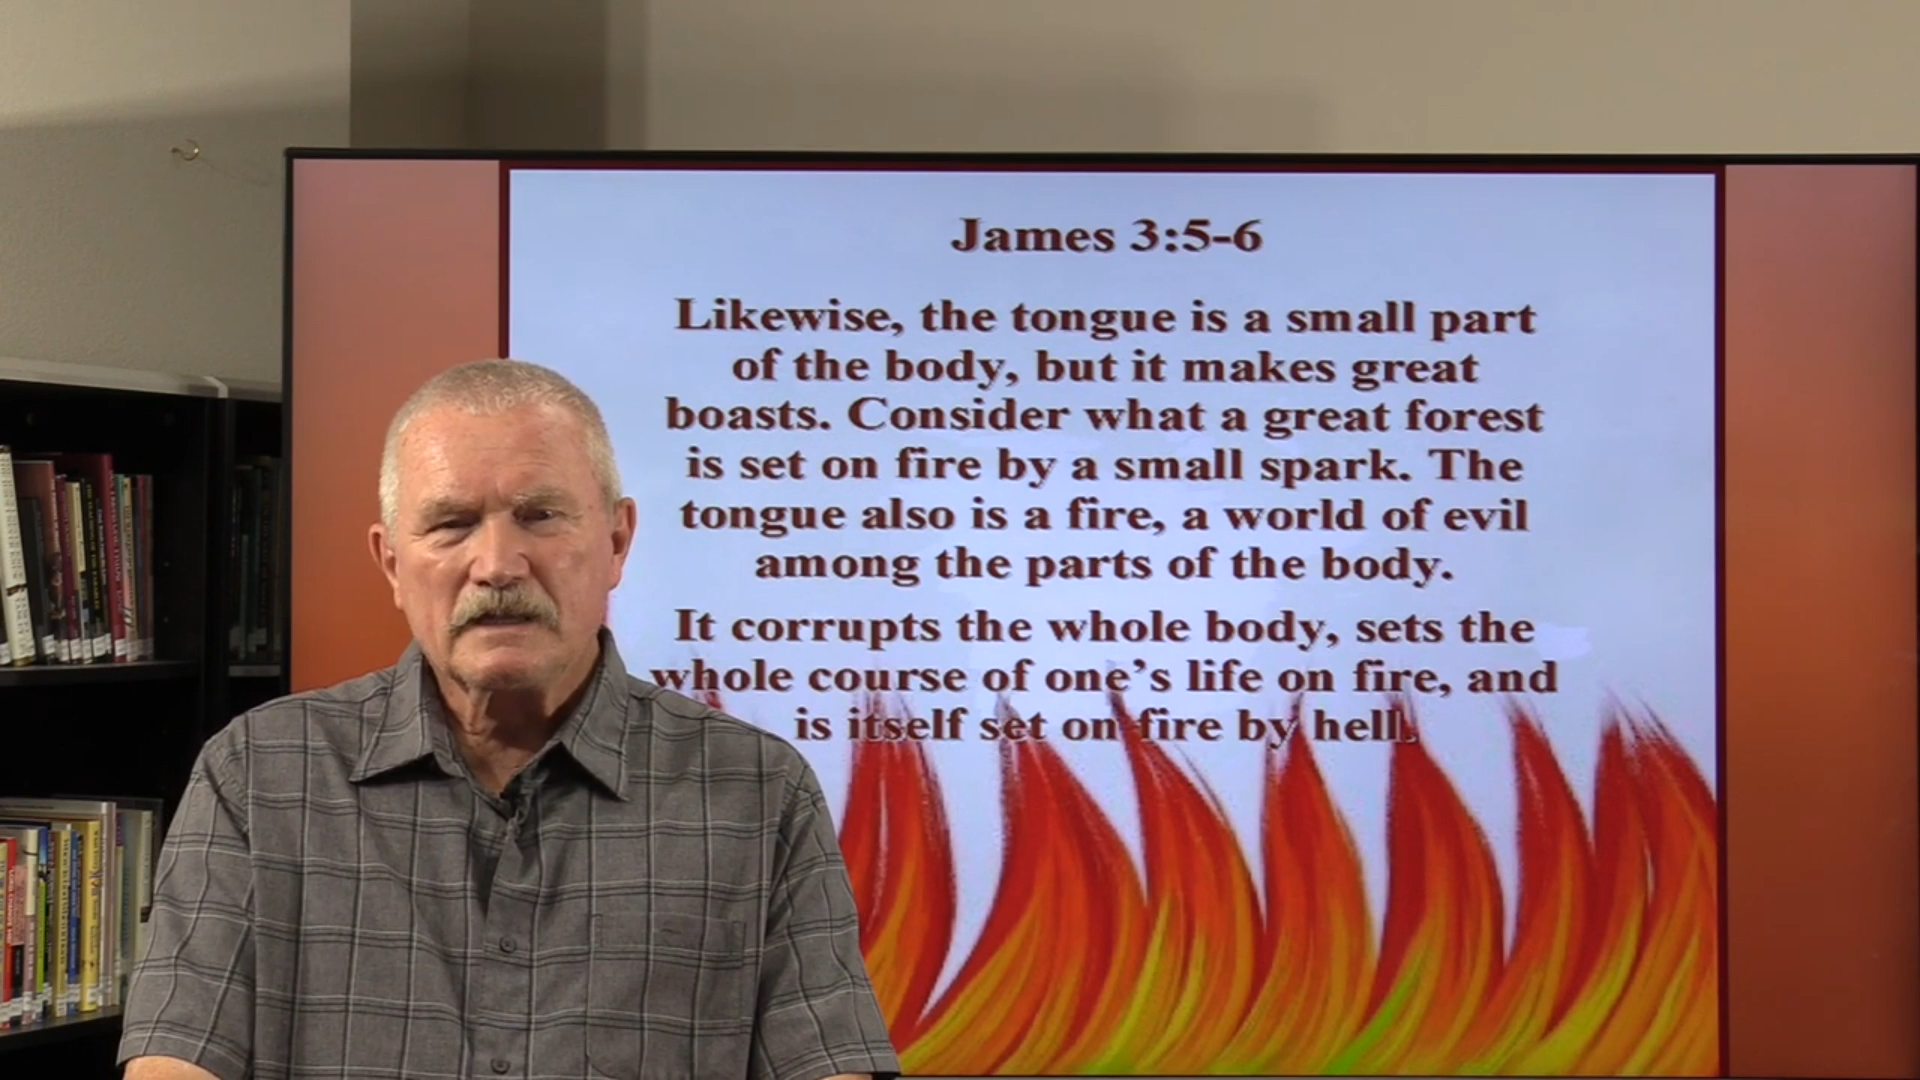 James 3:5-6
Likewise, the tongue is a small part
of the body, but it makes great
boasts. Consider what a great forest
is set on fire by a small spark. The
tongue also is a fire, a world of evil
among the parts of the body.
It corrupts the whole body, sets the
whole course of one’s life on fire, and
is itself set on fire by hell.